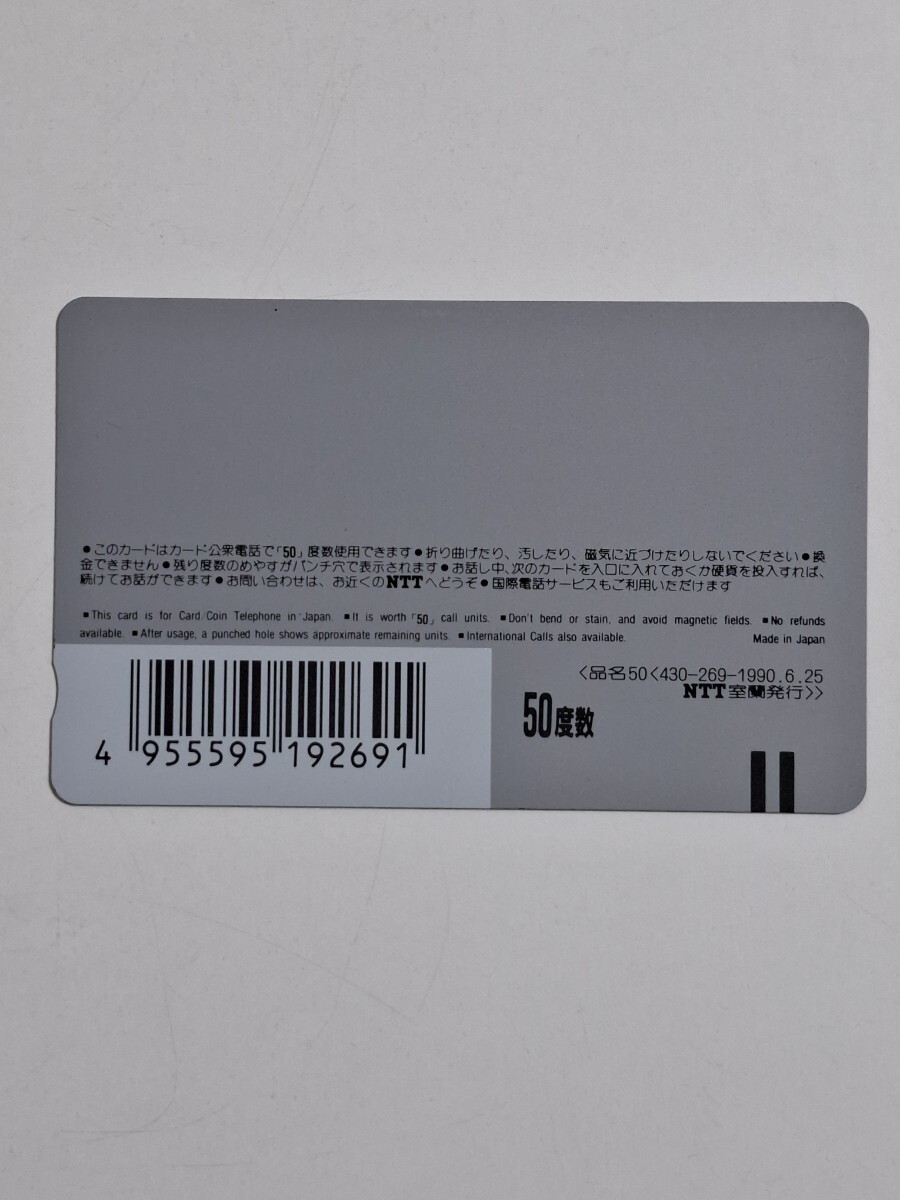 ●このカードはカード公衆電話で「50」度数使用できます●折り曲げたり、汚したり、磁気に近づけたりしないでください●換
金できません●残り度数のめやすがパンチ穴で表示されます●お話し中、次のカードを入口に入れておくか硬貨を投入すれば、
続けてお話ができます●お問い合わせは、お近くのNTTへどうぞ●国際電話サービスもご利用いただけます
■This card is for Card/Coin Telephone in Japan. ■It is worth「50」call units. ■Don't bend or stain, and avoid magnetic fields. ■No refunds
available. ■After usage, a punched hole shows approximate remaining units. ■International Calls also available. Made in Japan
〈品名50〈430-269-1990.6.25
NTT室蘭発行〉〉
50度数
4 955595 192691